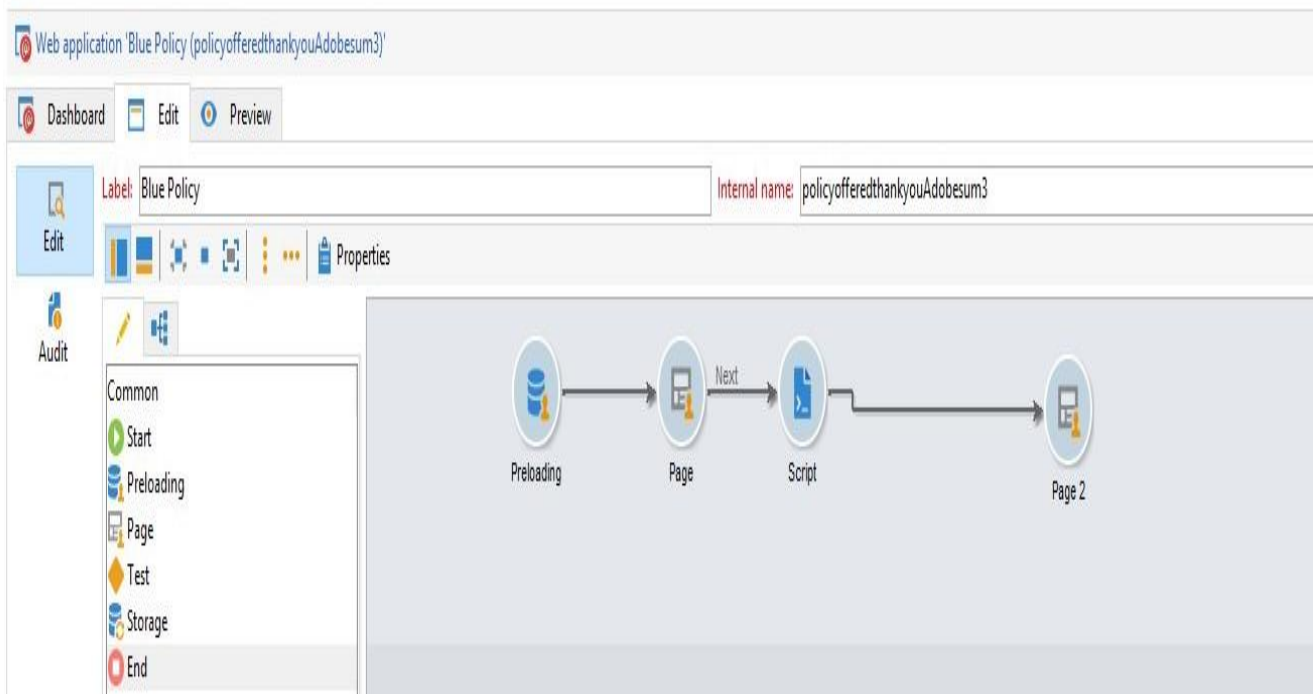 Web application 'Blue Policy (policyofferedthankyouAdobesum3)'
Dashboard Edit Preview
Label: Blue Policy Internal name: policyofferedthankyouAdobesum3
Edit
Properties
Audit
Common
Start
Preloading
Page
Test
Storage
End
Next
Preloading Page Script Page 2